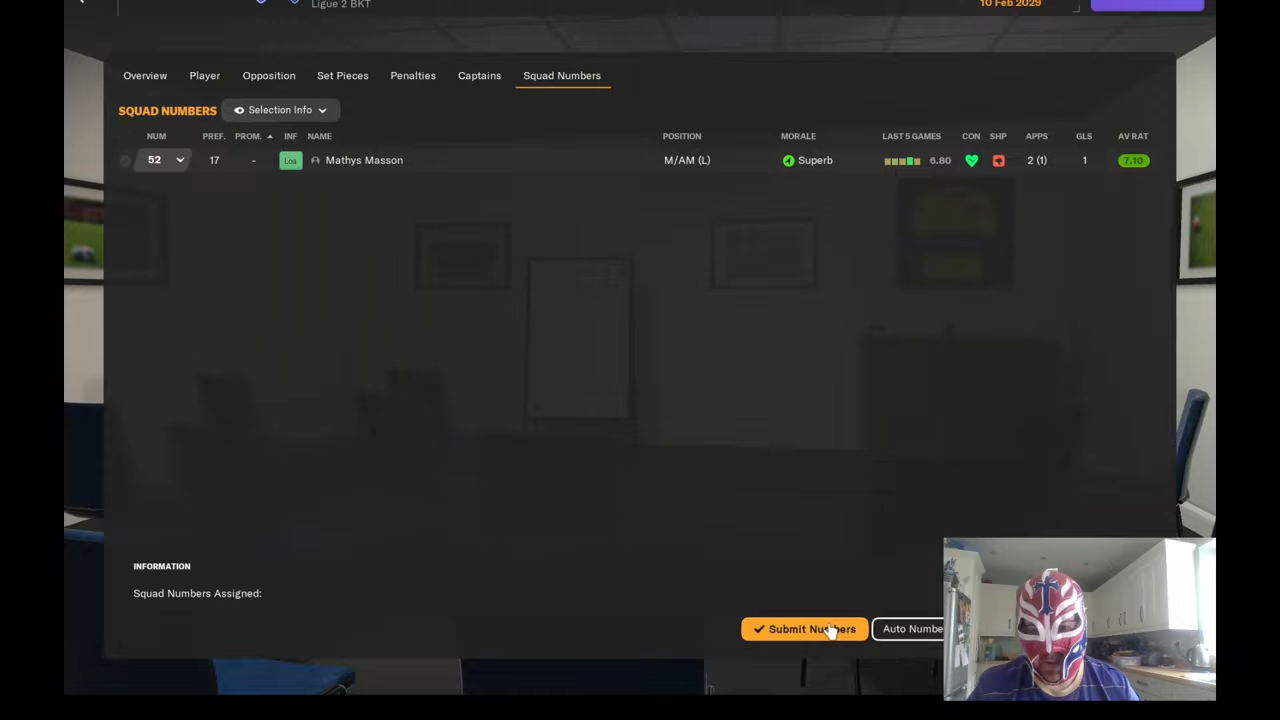 Ligue 2 BKT
10 Feb 2029
Overview Player Opposition Set Pieces Penalties Captains Squad Numbers
SQUAD NUMBERS Selection Info
NUM PREF. PROM. INF NAME POSITION MORALE LAST 5 GAMES CON SHP APPS GLS AV RAT
52 17 - Loa Mathys Masson M/AM (L) Superb 6.80 2 (1) 1 7.10
INFORMATION
Squad Numbers Assigned:
Submit Numbers Auto Numbe